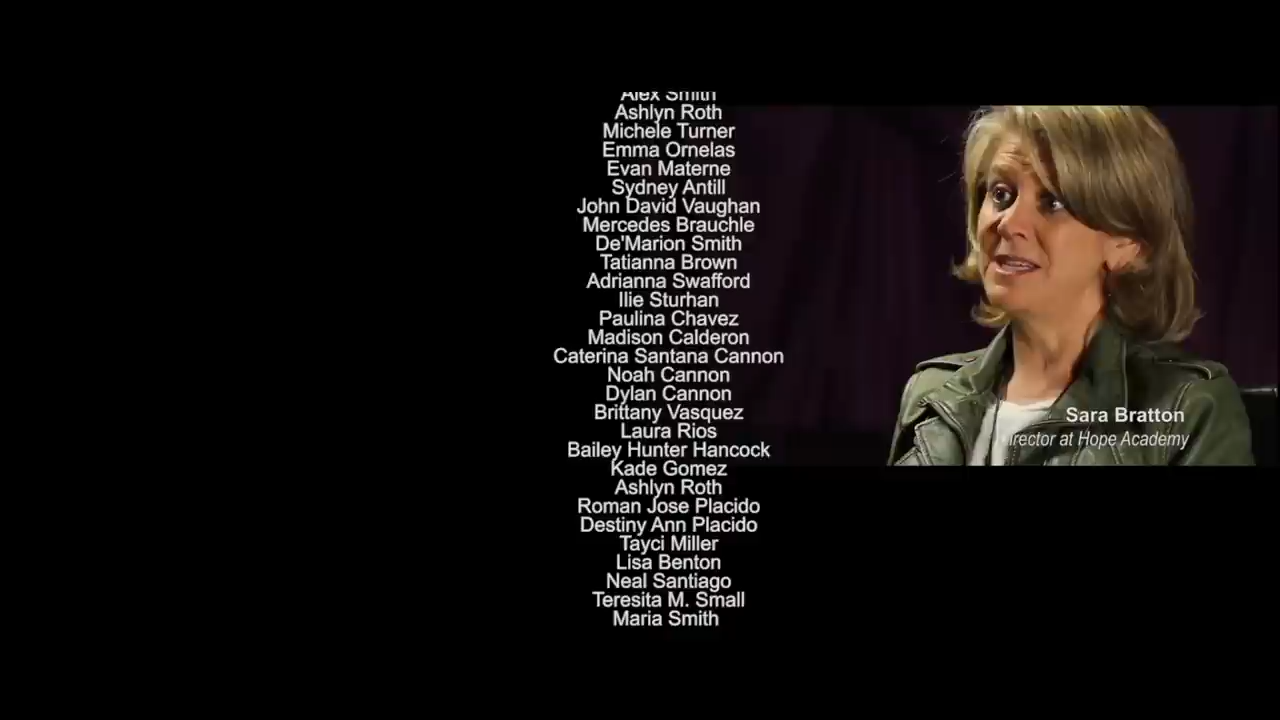 Alex Smith
Ashlyn Roth
Michele Turner
Emma Ornelas
Evan Materne
Sydney Antill
John David Vaughan
Mercedes Brauchle
De'Marion Smith
Tatianna Brown
Adrianna Swafford
Ilie Sturhan
Paulina Chavez
Madison Calderon
Caterina Santana Cannon
Noah Cannon
Dylan Cannon
Brittany Vasquez
Laura Rios
Bailey Hunter Hancock
Kade Gomez
Ashlyn Roth
Roman Jose Placido
Destiny Ann Placido
Tayci Miller
Lisa Benton
Neal Santiago
Teresita M. Small
Maria Smith
Sara Bratton
Director at Hope Academy